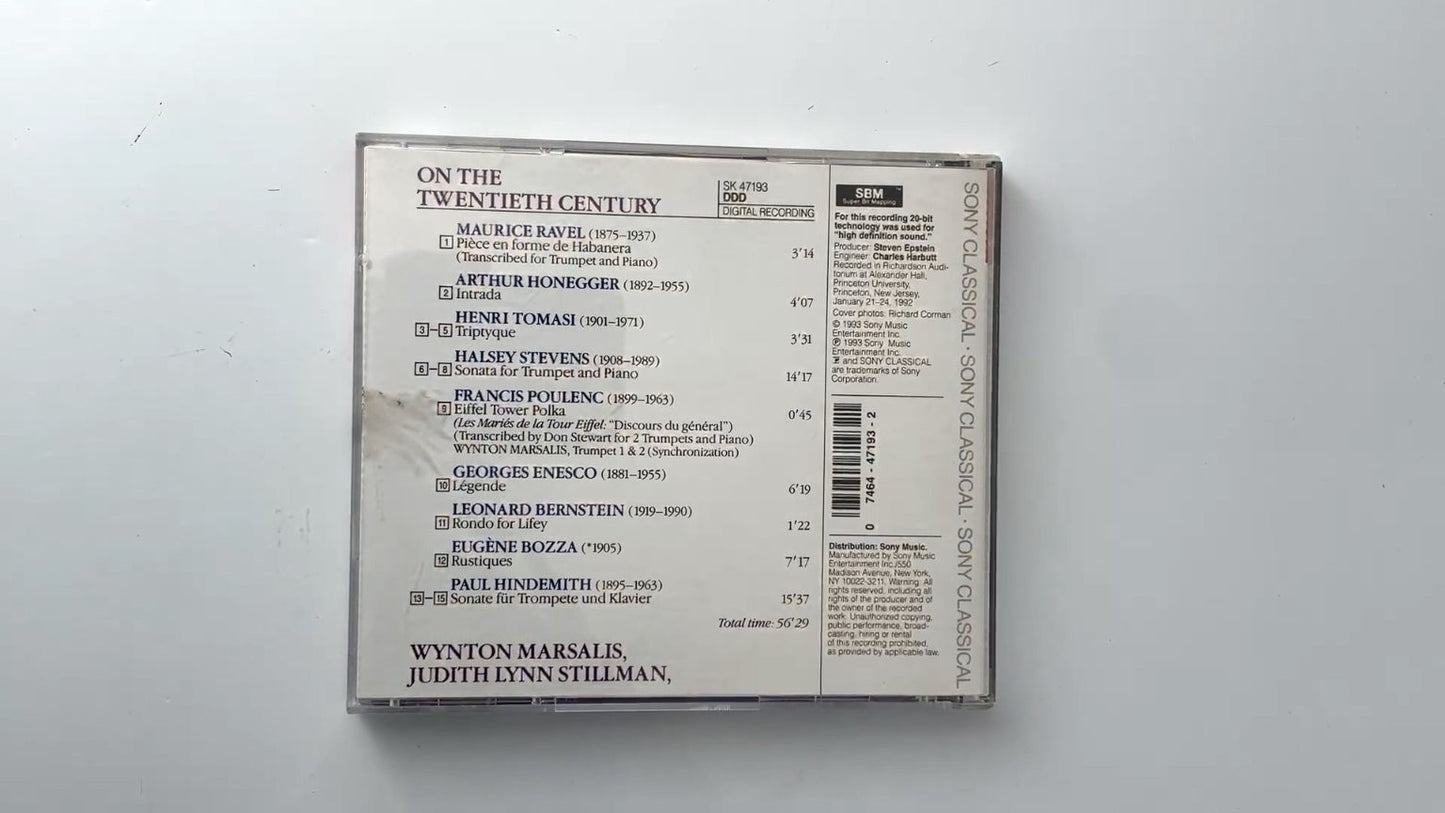 ON THE
TWENTIETH CENTURY
SK 47193
DDD
DIGITAL RECORDING
MAURICE RAVEL (1875–1937)
1 Pièce en forme de Habanera
(Transcribed for Trumpet and Piano) 3'14
ARTHUR HONEGGER (1892–1955)
2 Intrada 4'07
HENRI TOMASI (1901–1971)
3–5 Triptyque 3'31
HALSEY STEVENS (1908–1989)
6–8 Sonata for Trumpet and Piano 14'17
FRANCIS POULENC (1899–1963)
9 Eiffel Tower Polka 0'45
(Les Mariés de la Tour Eiffel: "Discours du général")
(Transcribed by Don Stewart for 2 Trumpets and Piano)
WYNTON MARSALIS, Trumpet 1 & 2 (Synchronization)
GEORGES ENESCO (1881–1955)
10 Légende 6'19
LEONARD BERNSTEIN (1919–1990)
11 Rondo for Lifey 1'22
EUGÈNE BOZZA (*1905)
12 Rustiques 7'17
PAUL HINDEMITH (1895–1963)
13–15 Sonate für Trompete und Klavier 15'37
Total time: 56'29
WYNTON MARSALIS,
JUDITH LYNN STILLMAN,
SBM™
Super Bit Mapping
For this recording 20-bit
technology was used for
"high definition sound."
Producer: Steven Epstein
Engineer: Charles Harbutt
Recorded in Richardson Audi-
torium at Alexander Hall,
Princeton University,
Princeton, New Jersey,
January 21–24, 1992
Cover photos: Richard Corman
© 1993 Sony Music
Entertainment Inc.
℗ 1993 Sony Music
Entertainment Inc.
and SONY CLASSICAL
are trademarks of Sony
Corporation.
0 7464 - 47193 - 2
Distribution: Sony Music.
Manufactured by Sony Music
Entertainment Inc./550
Madison Avenue, New York,
NY 10022-3211. Warning: All
rights reserved, including all
rights of the producer and of
the owner of the recorded
work. Unauthorized copying,
public performance, broad-
casting, hiring or rental
of this recording prohibited,
as provided by applicable law.
SONY CLASSICAL · SONY CLASSICAL · SONY CLASSICAL